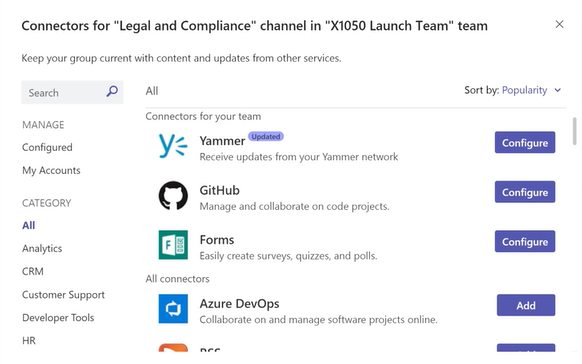 Connectors for "Legal and Compliance" channel in "X1050 Launch Team" team
Keep your group current with content and updates from other services.
Search
All
Sort by: Popularity
MANAGE
Configured
My Accounts
CATEGORY
All
Analytics
CRM
Customer Support
Developer Tools
HR
Connectors for your team
Yammer Updated
Receive updates from your Yammer network
Configure
GitHub
Manage and collaborate on code projects.
Configure
Forms
Easily create surveys, quizzes, and polls.
Configure
All connectors
Azure DevOps
Collaborate on and manage software projects online.
Add
RSS